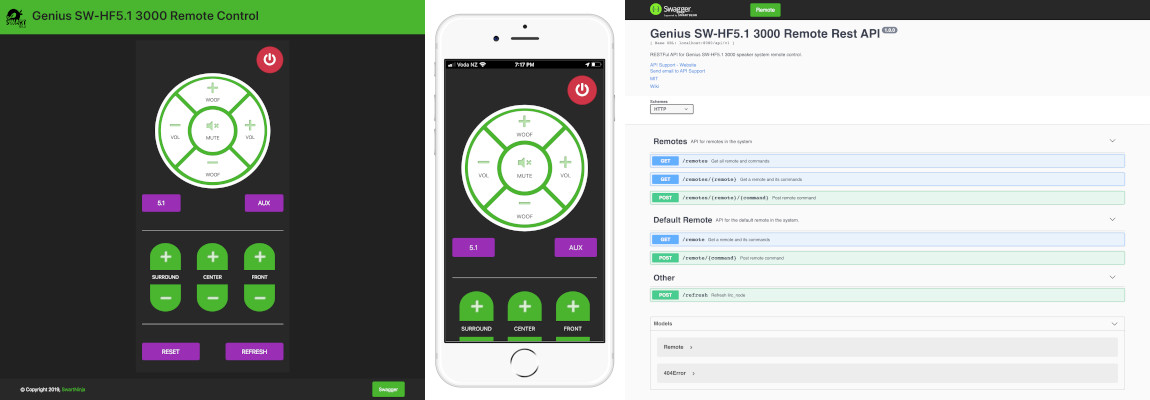 Genius SW-HF5.1 3000 Remote Control
WOOF
VOL
MUTE
VOL
WOOF
5.1
AUX
SURROUND
CENTER
FRONT
RESET
REFRESH
© Copyright 2019, SwartNinja
Swagger
Voda NZ
7:17 PM
WOOF
VOL
MUTE
VOL
WOOF
5.1
AUX
SURROUND
CENTER
FRONT
Swagger
Remote
Genius SW-HF5.1 3000 Remote Rest API
1.0.0
RESTFul API for Genius SW-HF5.1 3000 speaker system remote control.
API Support - Website
Send email to API Support
MIT
Wiki
Schemes
HTTP
Remotes API for remotes in the system
GET /remotes Get all remote and commands
GET /remotes/{remote} Get a remote and its commands
POST /remotes/{remote}/{command} Post remote command
Default Remote API for the default remote in the system.
GET /remote Get a remote and its commands
POST /remote/{command} Post remote command
Other
POST /refresh Refresh lirc_node
Models
Remote
404Error